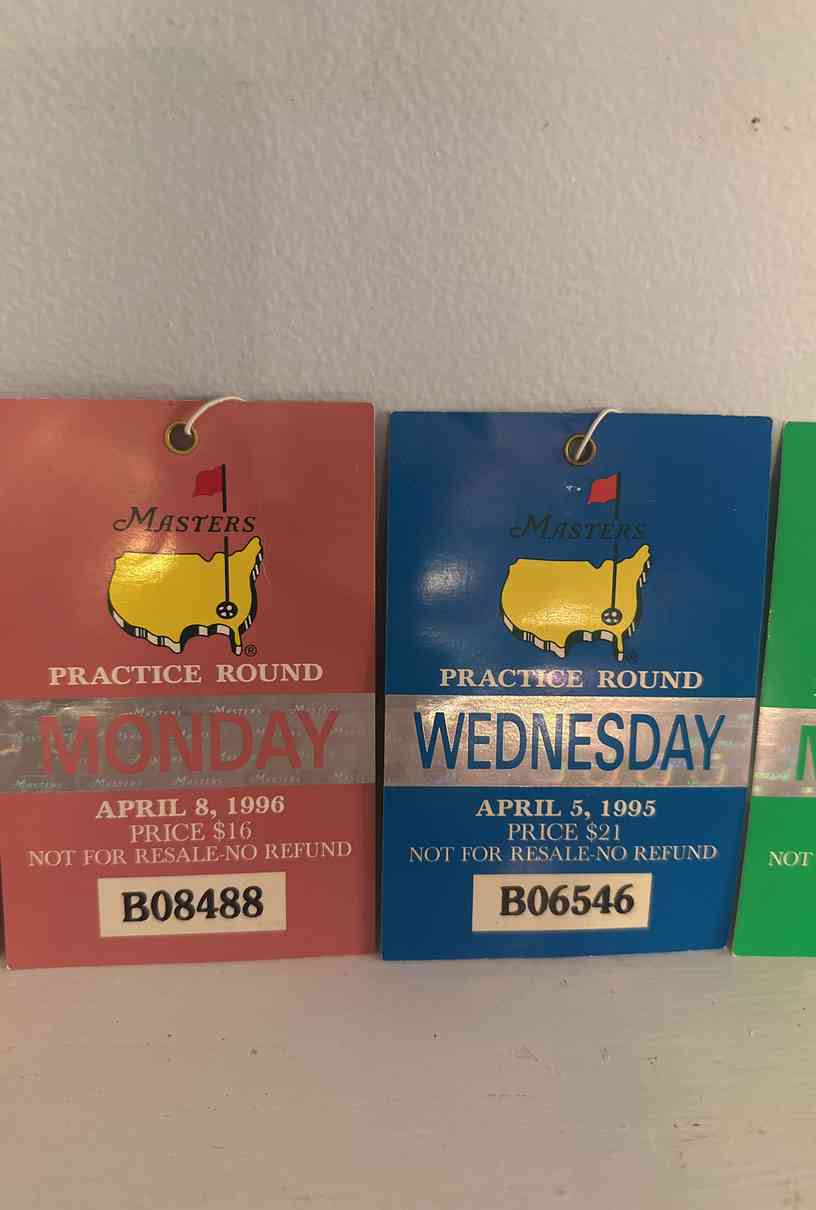 MASTERS
®
PRACTICE ROUND
MONDAY
APRIL 8, 1996
PRICE $16
NOT FOR RESALE-NO REFUND
B08488
MASTERS
®
PRACTICE ROUND
WEDNESDAY
APRIL 5, 1995
PRICE $21
NOT FOR RESALE-NO REFUND
B06546
NOT